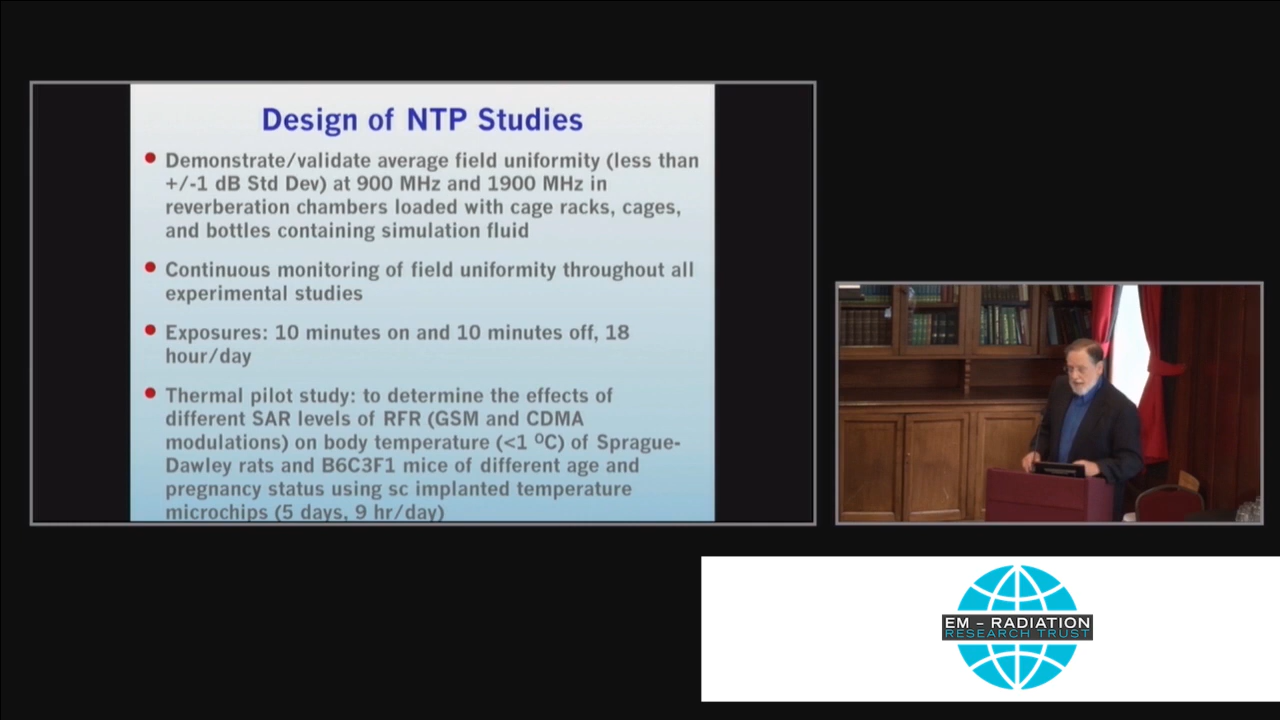 Design of NTP Studies
• Demonstrate/validate average field uniformity (less than
+/-1 dB Std Dev) at 900 MHz and 1900 MHz in
reverberation chambers loaded with cage racks, cages,
and bottles containing simulation fluid
• Continuous monitoring of field uniformity throughout all
experimental studies
• Exposures: 10 minutes on and 10 minutes off, 18
hour/day
• Thermal pilot study: to determine the effects of
different SAR levels of RFR (GSM and CDMA
modulations) on body temperature (<1 ⁰C) of Sprague-
Dawley rats and B6C3F1 mice of different age and
pregnancy status using sc implanted temperature
microchips (5 days, 9 hr/day)
EM – RADIATION
RESEARCH TRUST